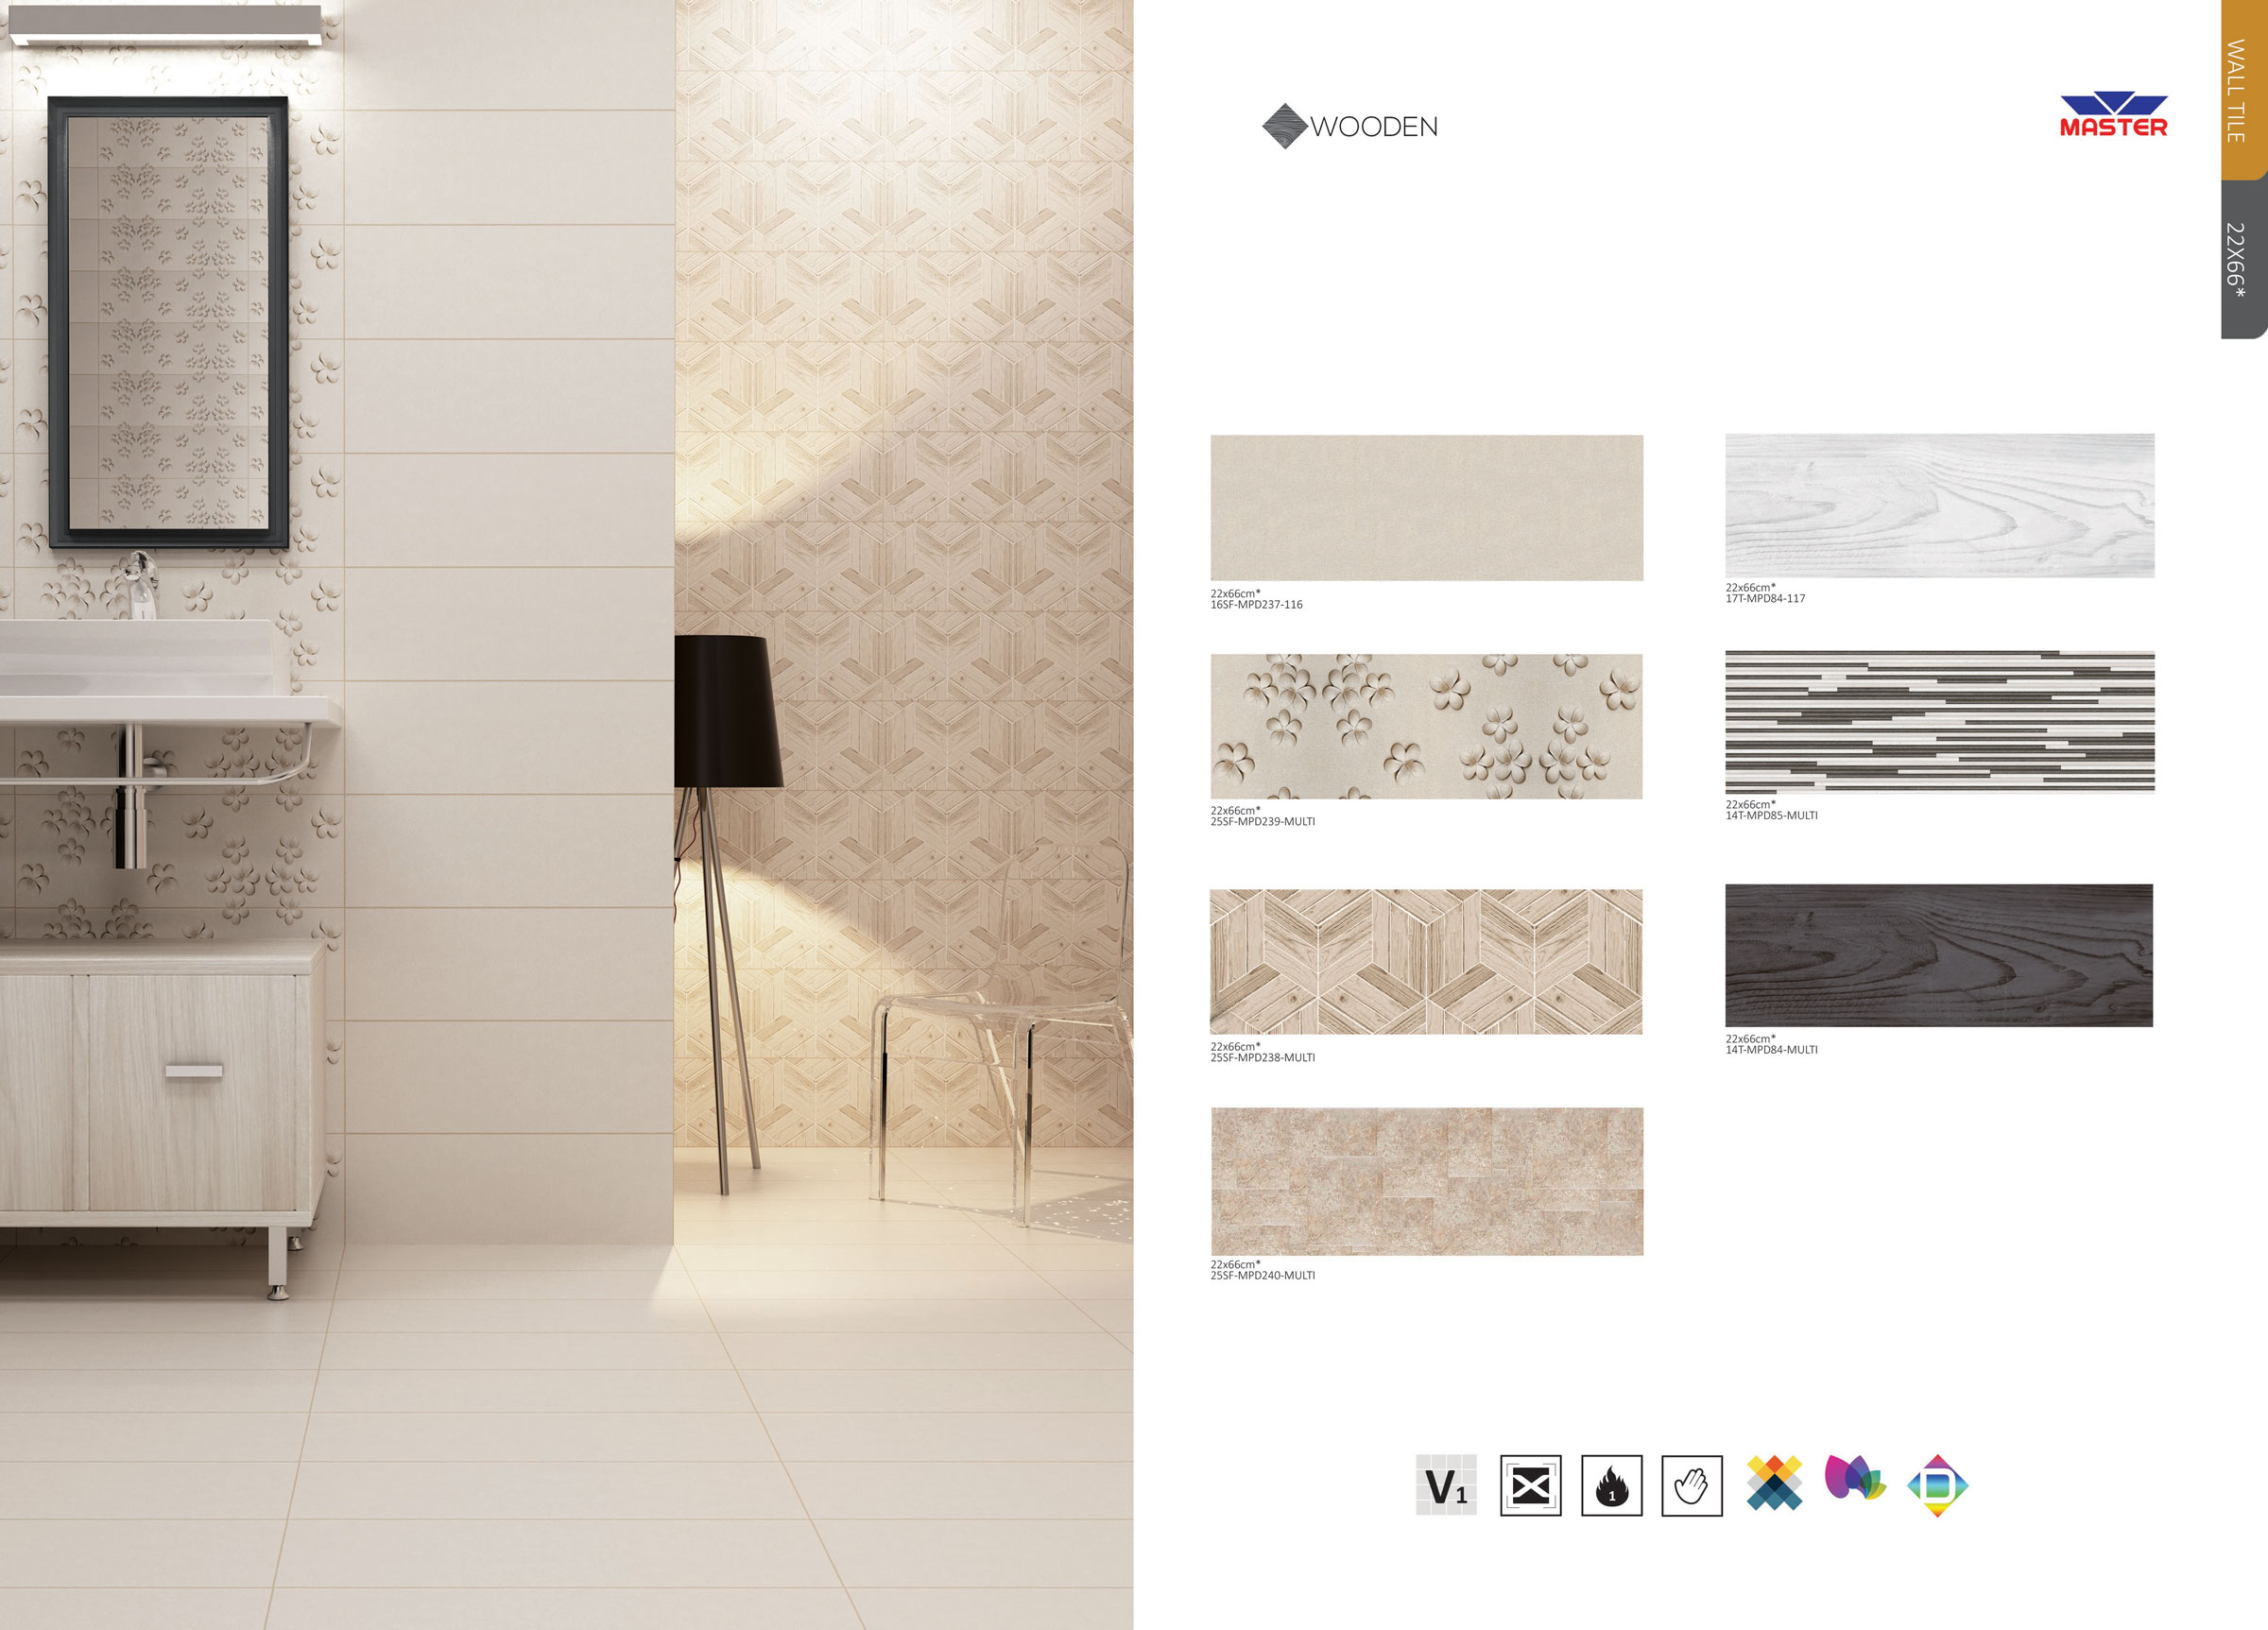 WOODEN
MASTER
WALL TILE
22X66*
22x66cm*
16SF-MPD237-116
22x66cm*
17T-MPD84-117
22x66cm*
25SF-MPD239-MULTI
22x66cm*
14T-MPD85-MULTI
22x66cm*
25SF-MPD238-MULTI
22x66cm*
14T-MPD84-MULTI
22x66cm*
25SF-MPD240-MULTI
V1
1
D